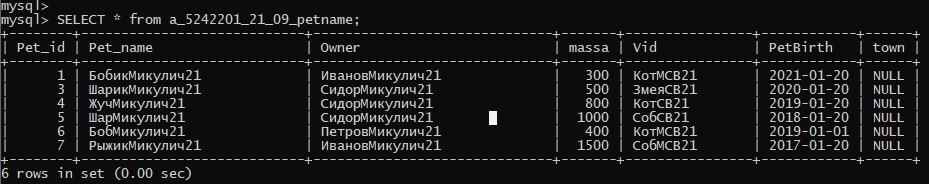 mysql>
mysql> SELECT * from a_5242201_21_09_petname;
+--------+------------------+------------------+-------+----------+------------+------+
| Pet_id | Pet_name | Owner | massa | Vid | PetBirth | town |
+--------+------------------+------------------+-------+----------+------------+------+
| 1 | БобикМикулич21 | ИвановМикулич21 | 300 | КотМСВ21 | 2021-01-20 | NULL |
| 3 | ШарикМикулич21 | СидорМикулич21 | 500 | ЗмеяСВ21 | 2020-01-20 | NULL |
| 4 | ЖучМикулич21 | СидорМикулич21 | 800 | КотСВ21 | 2019-01-20 | NULL |
| 5 | ШарМикулич21 | СидорМикулич21 | 1000 | СобСВ21 | 2018-01-20 | NULL |
| 6 | БобМикулич21 | ПетровМикулич21 | 400 | КотМСВ21 | 2019-01-01 | NULL |
| 7 | РыжикМикулич21 | ИвановМикулич21 | 1500 | СобМСВ21 | 2017-01-20 | NULL |
+--------+------------------+------------------+-------+----------+------------+------+
6 rows in set (0.00 sec)